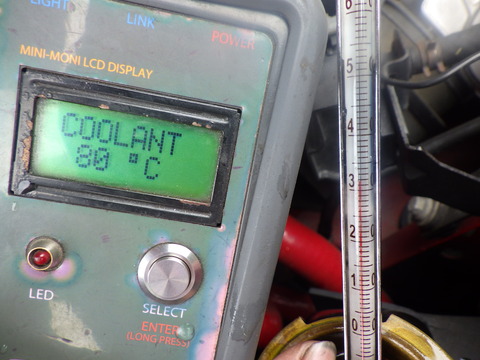 LIGHT
LINK
POWER
MINI-MONI LCD DISPLAY
COOLANT
80 °C
LED
SELECT
ENTER
(LONG PRESS)
6
5
4
3
2
1
0